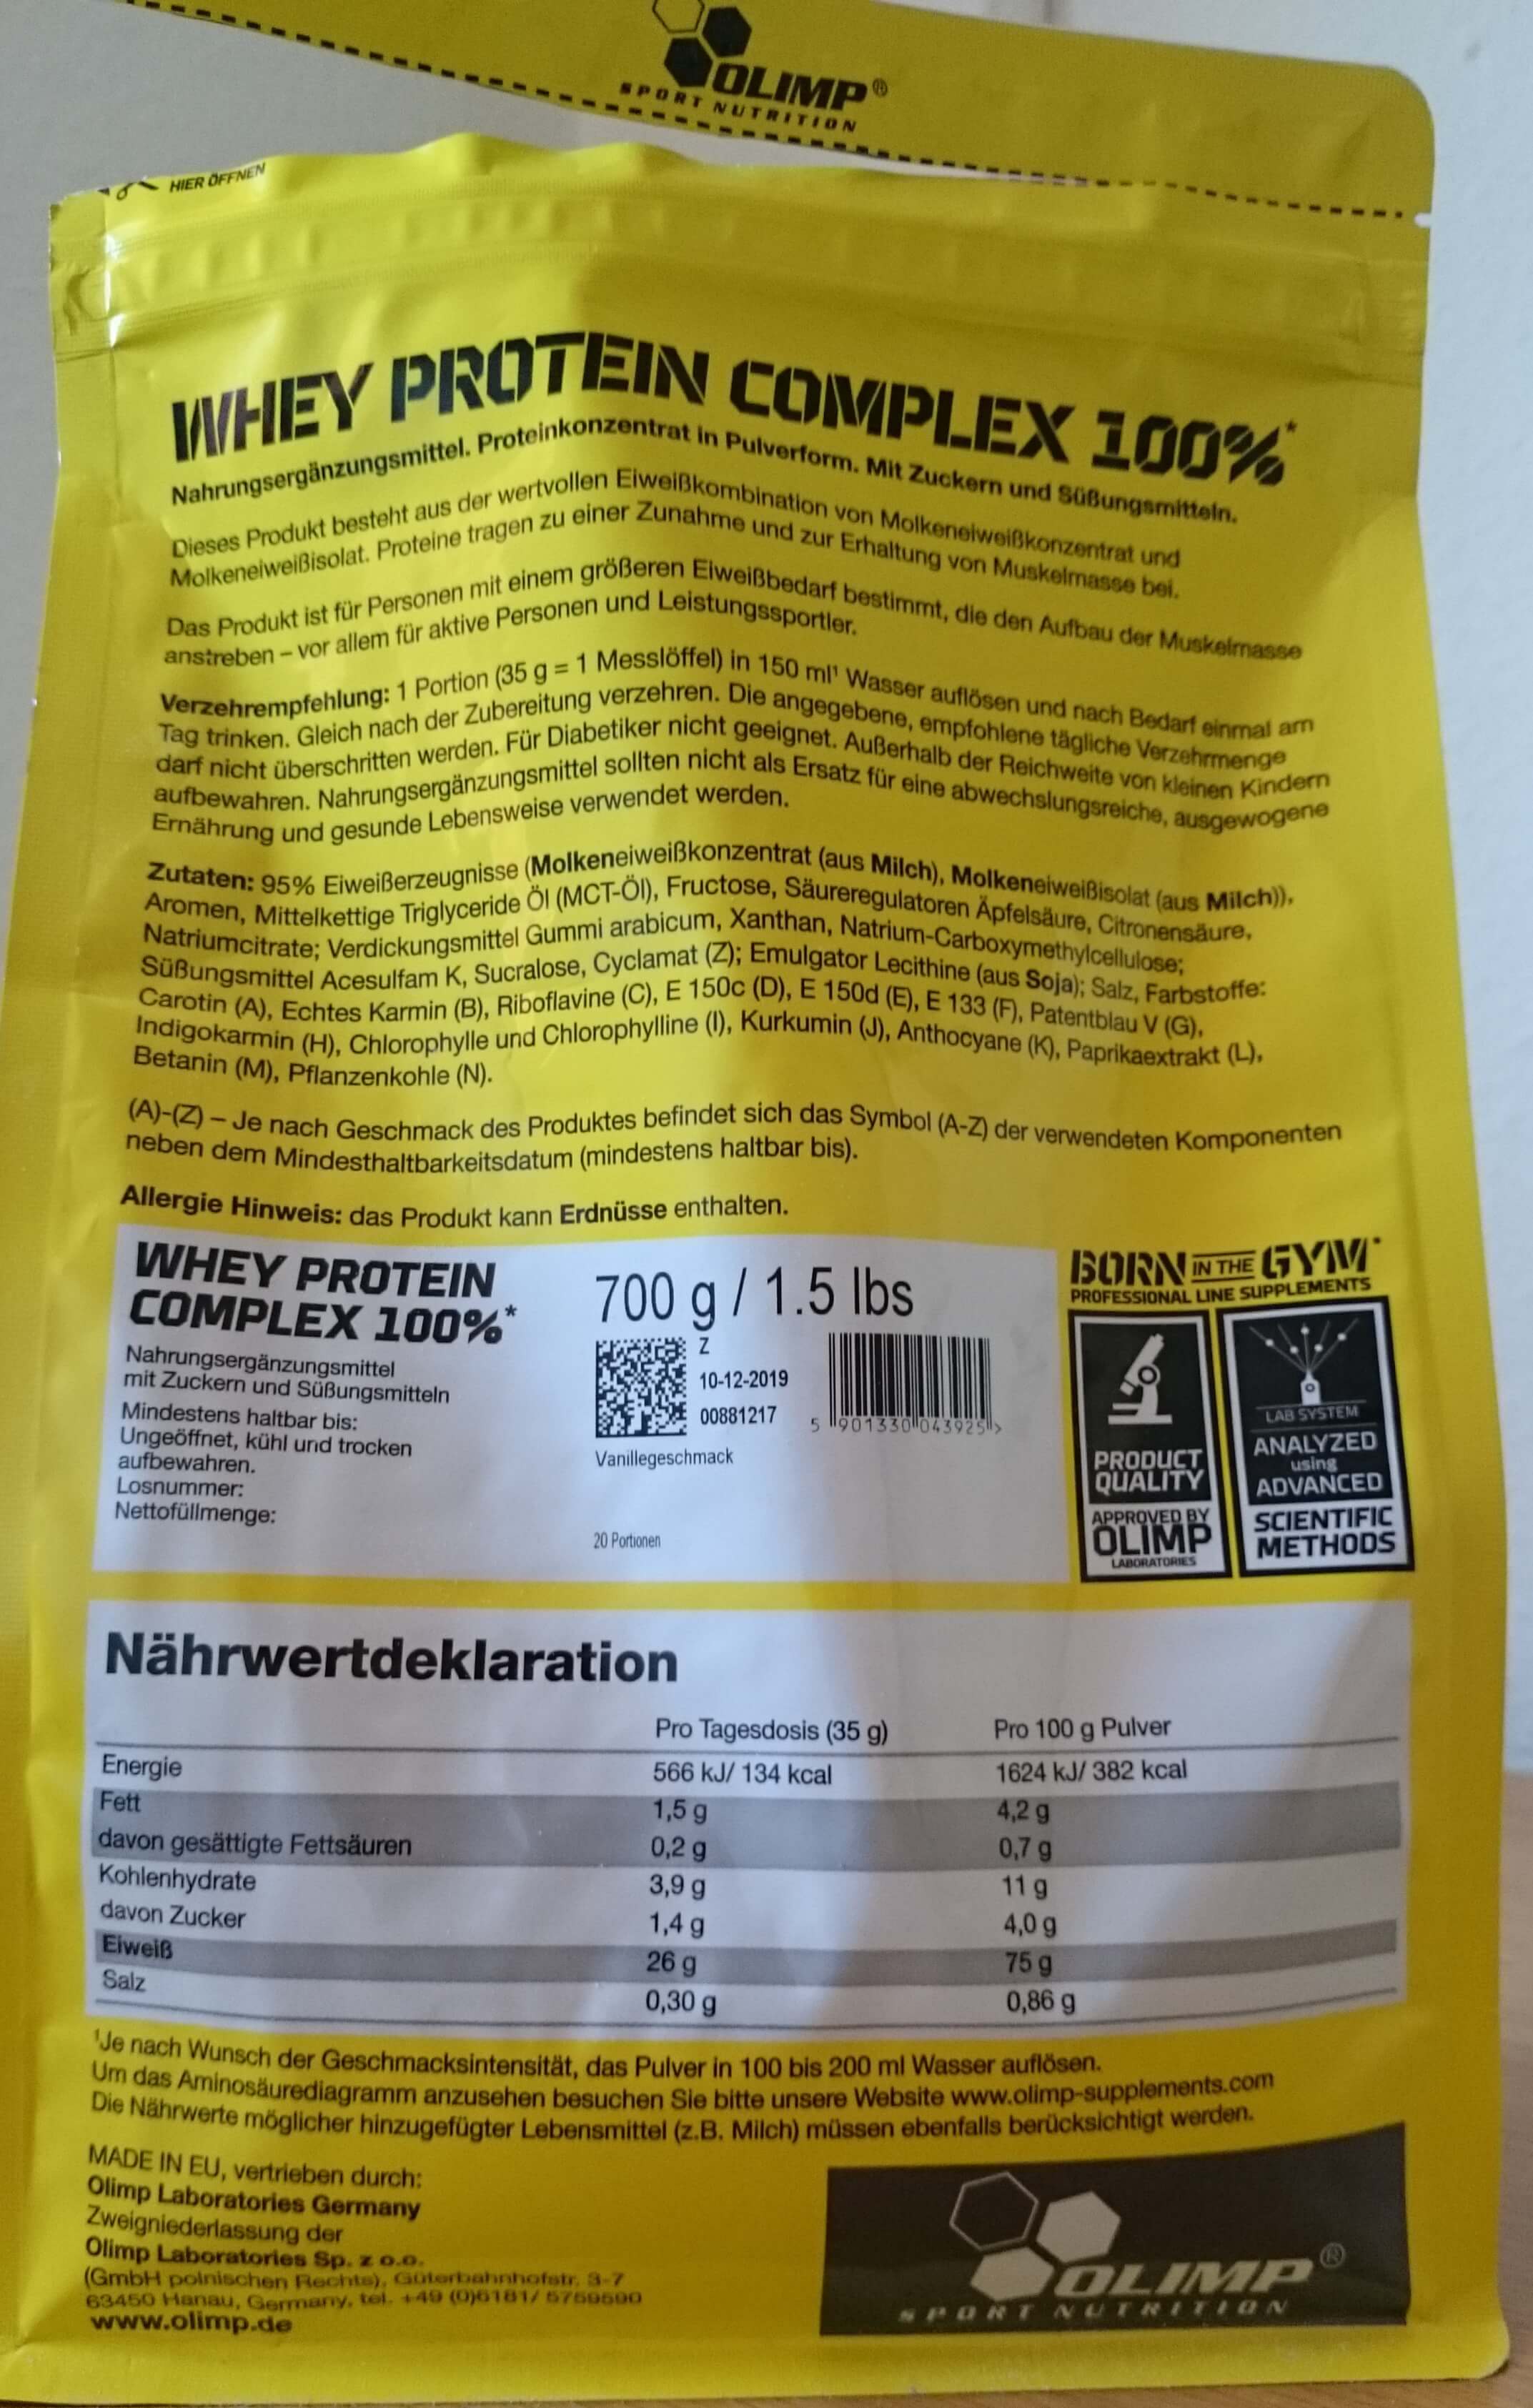 OLIMP®
SPORT NUTRITION
HIER ÖFFNEN
WHEY PROTEIN COMPLEX 100%*
Nahrungsergänzungsmittel. Proteinkonzentrat in Pulverform. Mit Zuckern und Süßungsmitteln.
Dieses Produkt besteht aus der wertvollen Eiweißkombination von Molkeneiweißkonzentrat und
Molkeneiweißisolat. Proteine tragen zu einer Zunahme und zur Erhaltung von Muskelmasse bei.
Das Produkt ist für Personen mit einem größeren Eiweißbedarf bestimmt, die den Aufbau der Muskelmasse
anstreben – vor allem für aktive Personen und Leistungssportler.
Verzehrempfehlung: 1 Portion (35 g = 1 Messlöffel) in 150 ml¹ Wasser auflösen und nach Bedarf einmal am
Tag trinken. Gleich nach der Zubereitung verzehren. Die angegebene, empfohlene tägliche Verzehrmenge
darf nicht überschritten werden. Für Diabetiker nicht geeignet. Außerhalb der Reichweite von kleinen Kindern
aufbewahren. Nahrungsergänzungsmittel sollten nicht als Ersatz für eine abwechslungsreiche, ausgewogene
Ernährung und gesunde Lebensweise verwendet werden.
Zutaten: 95% Eiweißerzeugnisse (Molkeneiweißkonzentrat (aus Milch), Molkeneiweißisolat (aus Milch)),
Aromen, Mittelkettige Triglyceride Öl (MCT-Öl), Fructose, Säureregulatoren Äpfelsäure, Citronensäure,
Natriumcitrate; Verdickungsmittel Gummi arabicum, Xanthan, Natrium-Carboxymethylcellulose;
Süßungsmittel Acesulfam K, Sucralose, Cyclamat (Z); Emulgator Lecithine (aus Soja); Salz, Farbstoffe:
Carotin (A), Echtes Karmin (B), Riboflavine (C), E 150c (D), E 150d (E), E 133 (F), Patentblau V (G),
Indigokarmin (H), Chlorophylle und Chlorophylline (I), Kurkumin (J), Anthocyane (K), Paprikaextrakt (L),
Betanin (M), Pflanzenkohle (N).
(A)-(Z) – Je nach Geschmack des Produktes befindet sich das Symbol (A-Z) der verwendeten Komponenten
neben dem Mindesthaltbarkeitsdatum (mindestens haltbar bis).
Allergie Hinweis: das Produkt kann Erdnüsse enthalten.
WHEY PROTEIN
COMPLEX 100%*
Nahrungsergänzungsmittel
mit Zuckern und Süßungsmitteln
Mindestens haltbar bis:
Ungeöffnet, kühl und trocken
aufbewahren.
Losnummer:
Nettofüllmenge:
700 g / 1.5 lbs
Z
10-12-2019
00881217
5 901330 043925 >
Vanillegeschmack
20 Portionen
BORN IN THE GYM*
PROFESSIONAL LINE SUPPLEMENTS
PRODUCT
QUALITY
APPROVED BY
OLIMP
LABORATORIES
LAB SYSTEM
ANALYZED
using
ADVANCED
SCIENTIFIC
METHODS
Nährwertdeklaration
Pro Tagesdosis (35 g) Pro 100 g Pulver
Energie 566 kJ/ 134 kcal 1624 kJ/ 382 kcal
Fett 1,5 g 4,2 g
davon gesättigte Fettsäuren 0,2 g 0,7 g
Kohlenhydrate 3,9 g 11 g
davon Zucker 1,4 g 4,0 g
Eiweiß 26 g 75 g
Salz 0,30 g 0,86 g
¹Je nach Wunsch der Geschmacksintensität, das Pulver in 100 bis 200 ml Wasser auflösen.
Um das Aminosäurediagramm anzusehen besuchen Sie bitte unsere Website www.olimp-supplements.com
Die Nährwerte möglicher hinzugefügter Lebensmittel (z.B. Milch) müssen ebenfalls berücksichtigt werden.
MADE IN EU, vertrieben durch:
Olimp Laboratories Germany
Zweigniederlassung der
Olimp Laboratories Sp. z o.o.
(GmbH polnischen Rechts), Güterbahnhofstr. 3-7
63450 Hanau, Germany, tel. +49 (0)6181/ 5759590
www.olimp.de
OLIMP®
SPORT NUTRITION